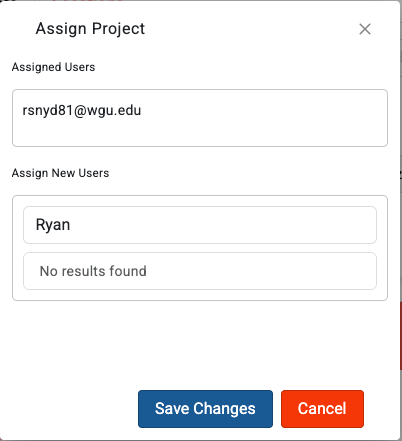 Assign Project
Assigned Users
rsnyd81@wgu.edu
Assign New Users
Ryan
No results found
Save Changes
Cancel